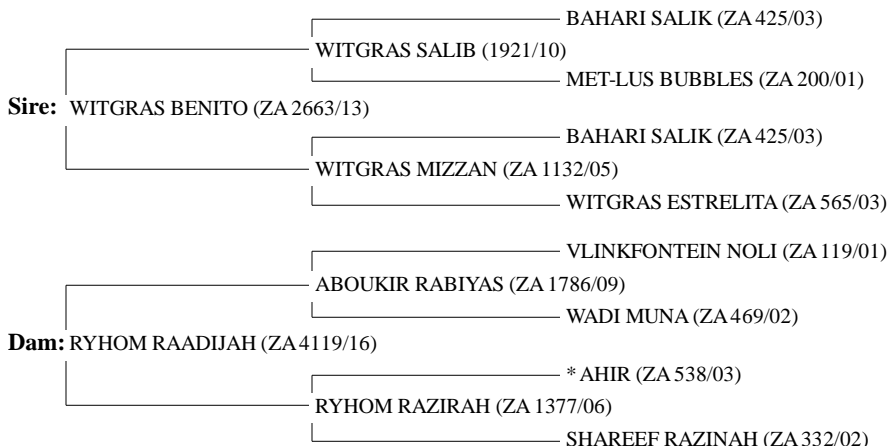 BAHARI SALIK (ZA 425/03)
WITGRAS SALIB (1921/10)
MET-LUS BUBBLES (ZA 200/01)
Sire: WITGRAS BENITO (ZA 2663/13)
BAHARI SALIK (ZA 425/03)
WITGRAS MIZZAN (ZA 1132/05)
WITGRAS ESTRELITA (ZA 565/03)
VLINKFONTEIN NOLI (ZA 119/01)
ABOUKIR RABIYAS (ZA 1786/09)
WADI MUNA (ZA 469/02)
Dam: RYHOM RAADIJAH (ZA 4119/16)
* AHIR (ZA 538/03)
RYHOM RAZIRAH (ZA 1377/06)
SHAREEF RAZINAH (ZA 332/02)